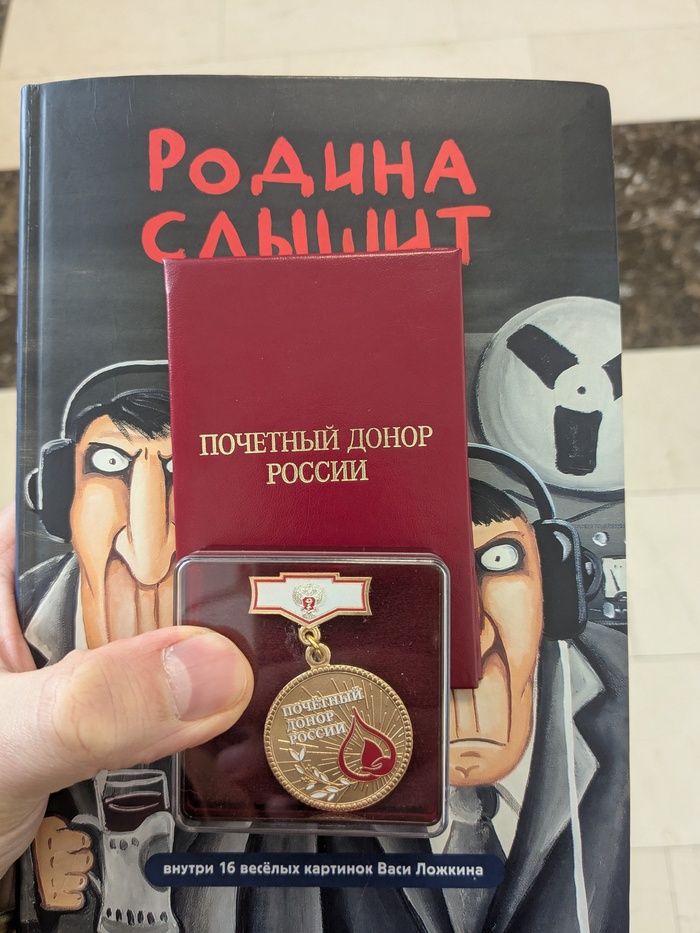 РОДИНА
СЛЫШИТ
ПОЧЕТНЫЙ ДОНОР
РОССИИ
ПОЧЁТНЫЙ
ДОНОР
РОССИИ
внутри 16 весёлых картинок Васи Ложкина